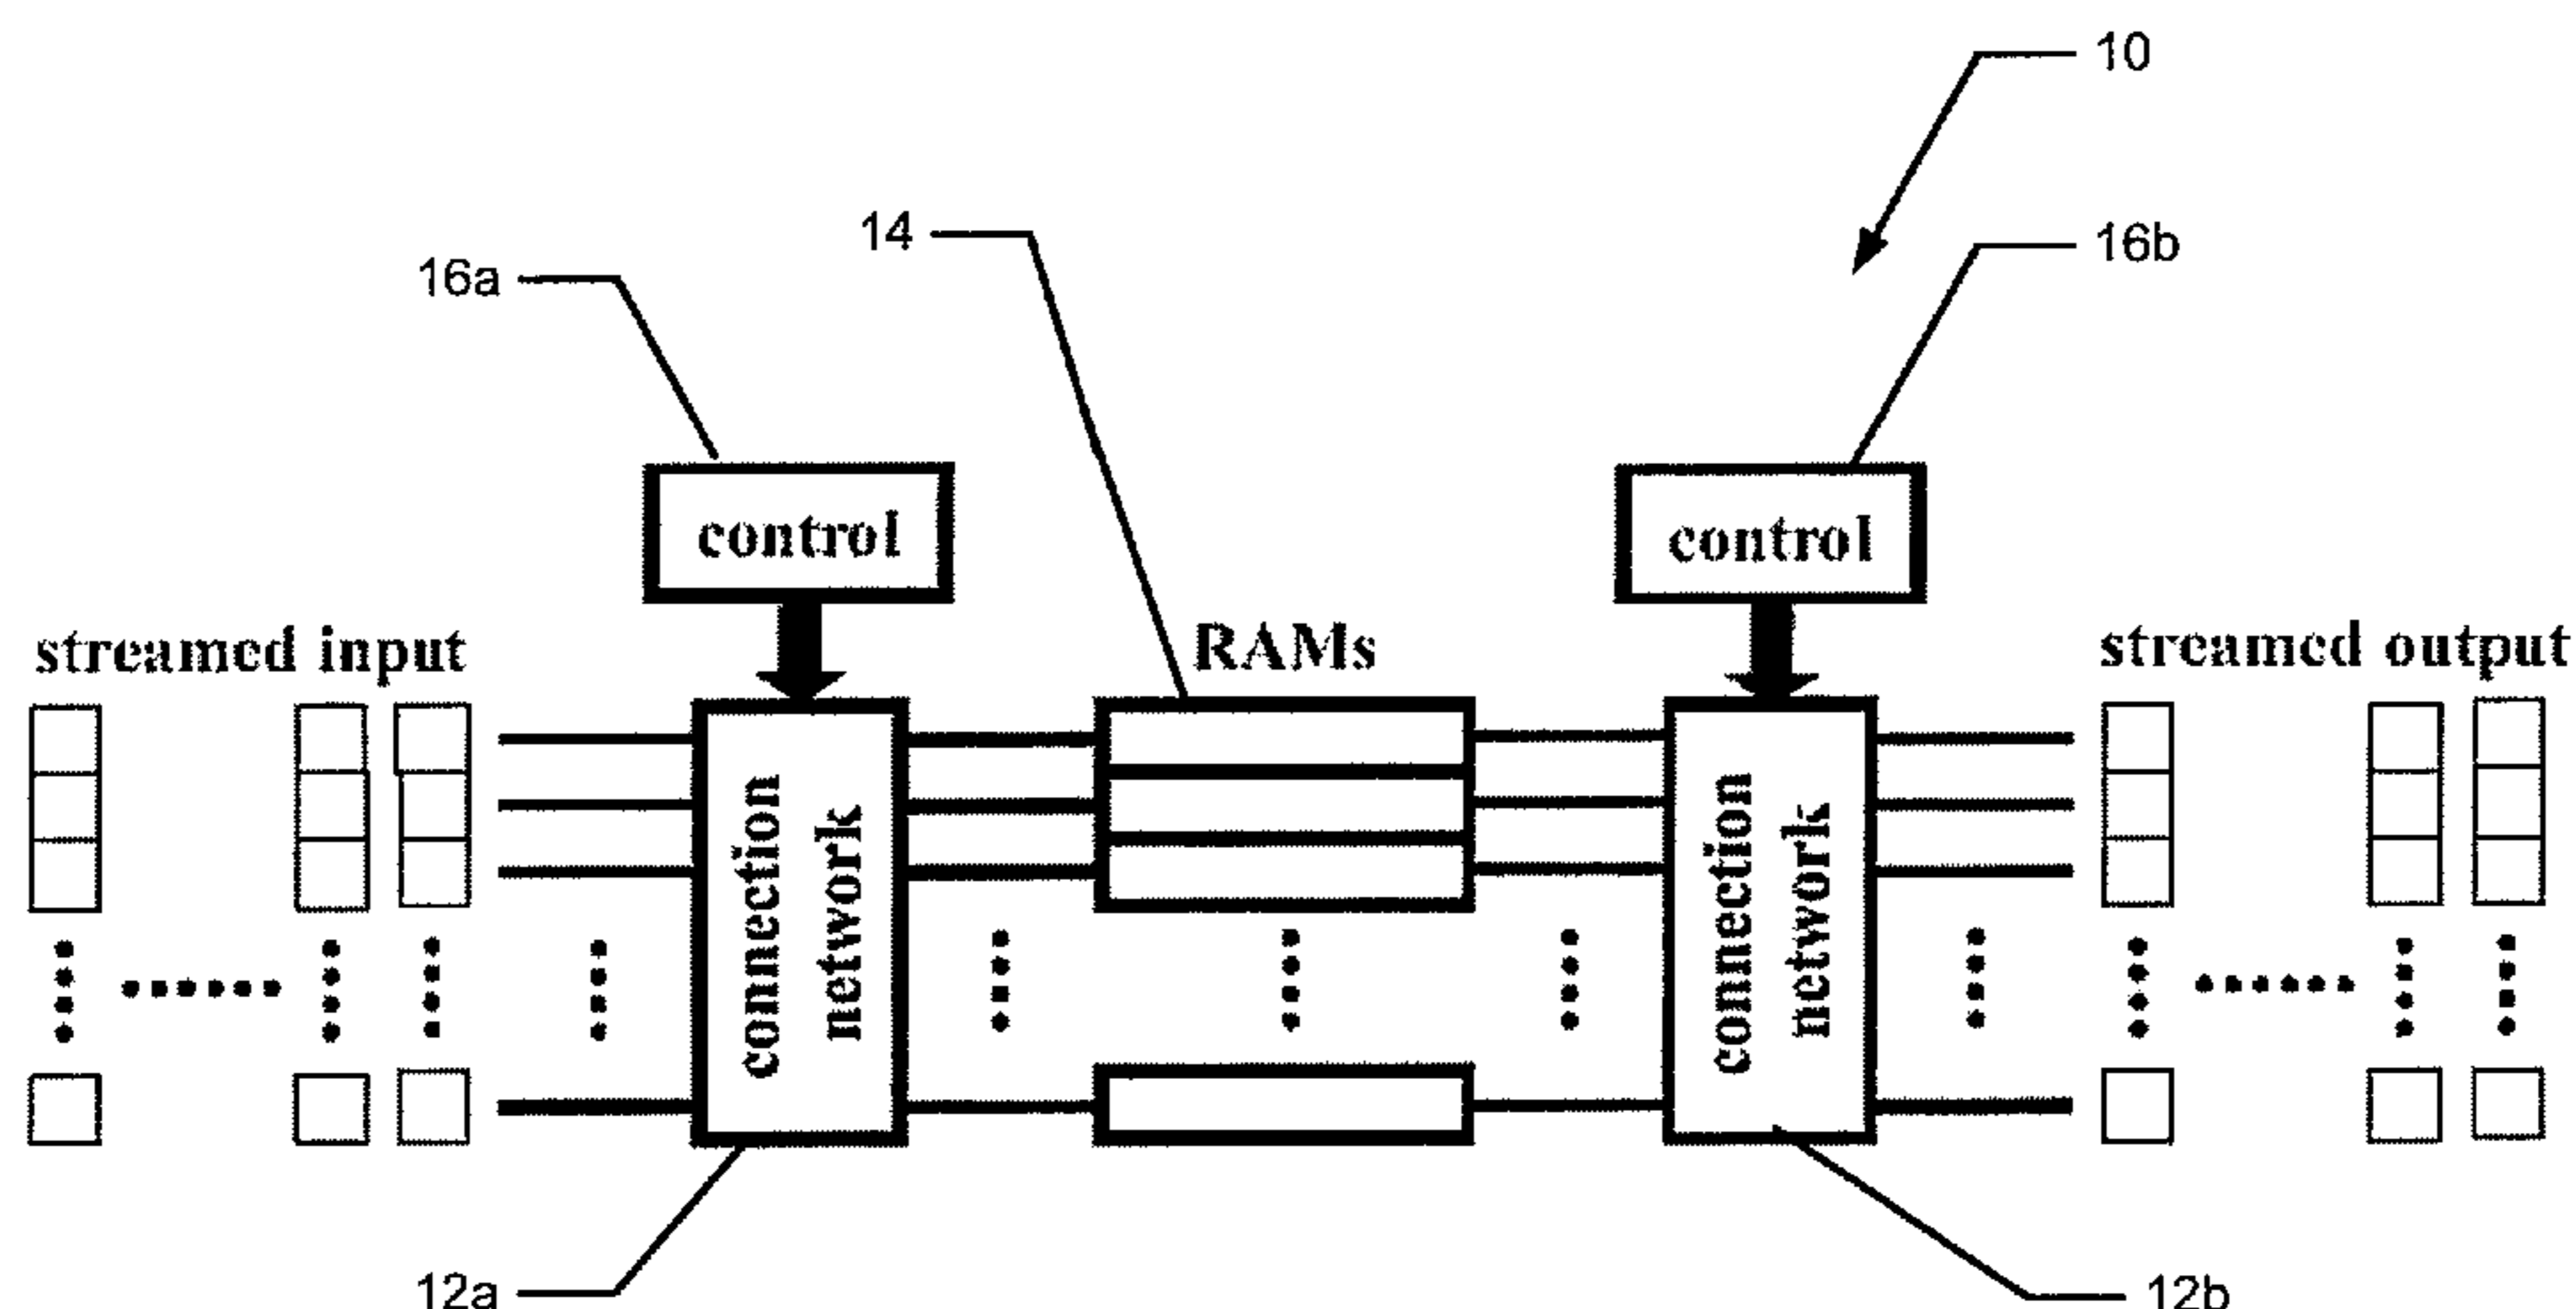 10
14
16b
16a
control
control
streamed input
RAMs
streamed output
connection
network
connection
network
12a
12b